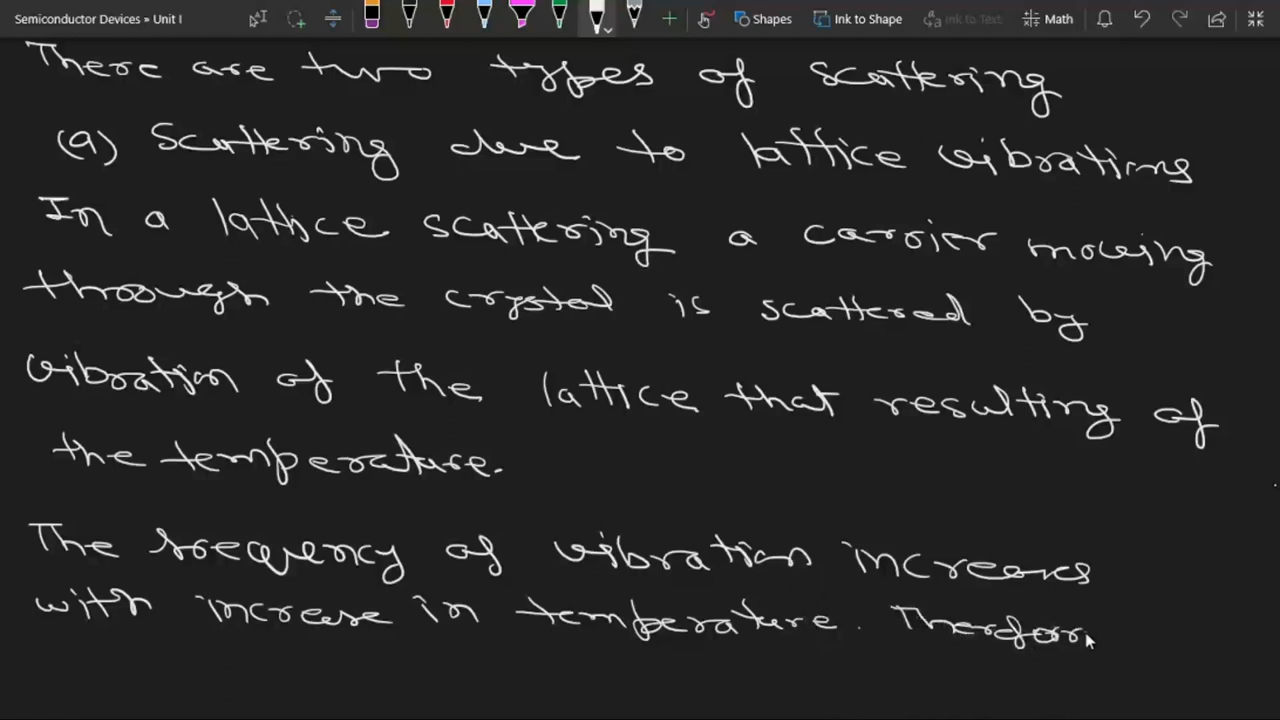 Semiconductor Devices » Unit I
Shapes
Ink to Shape
Ink to Text
Math
There are two types of scattering
(a) Scattering due to lattice vibrations
In a lattice scattering a carrier moving
through the crystal is scattered by
vibration of the lattice that resulting of
the temperature.
The frequency of vibration increases
with increase in temperature. Therefor